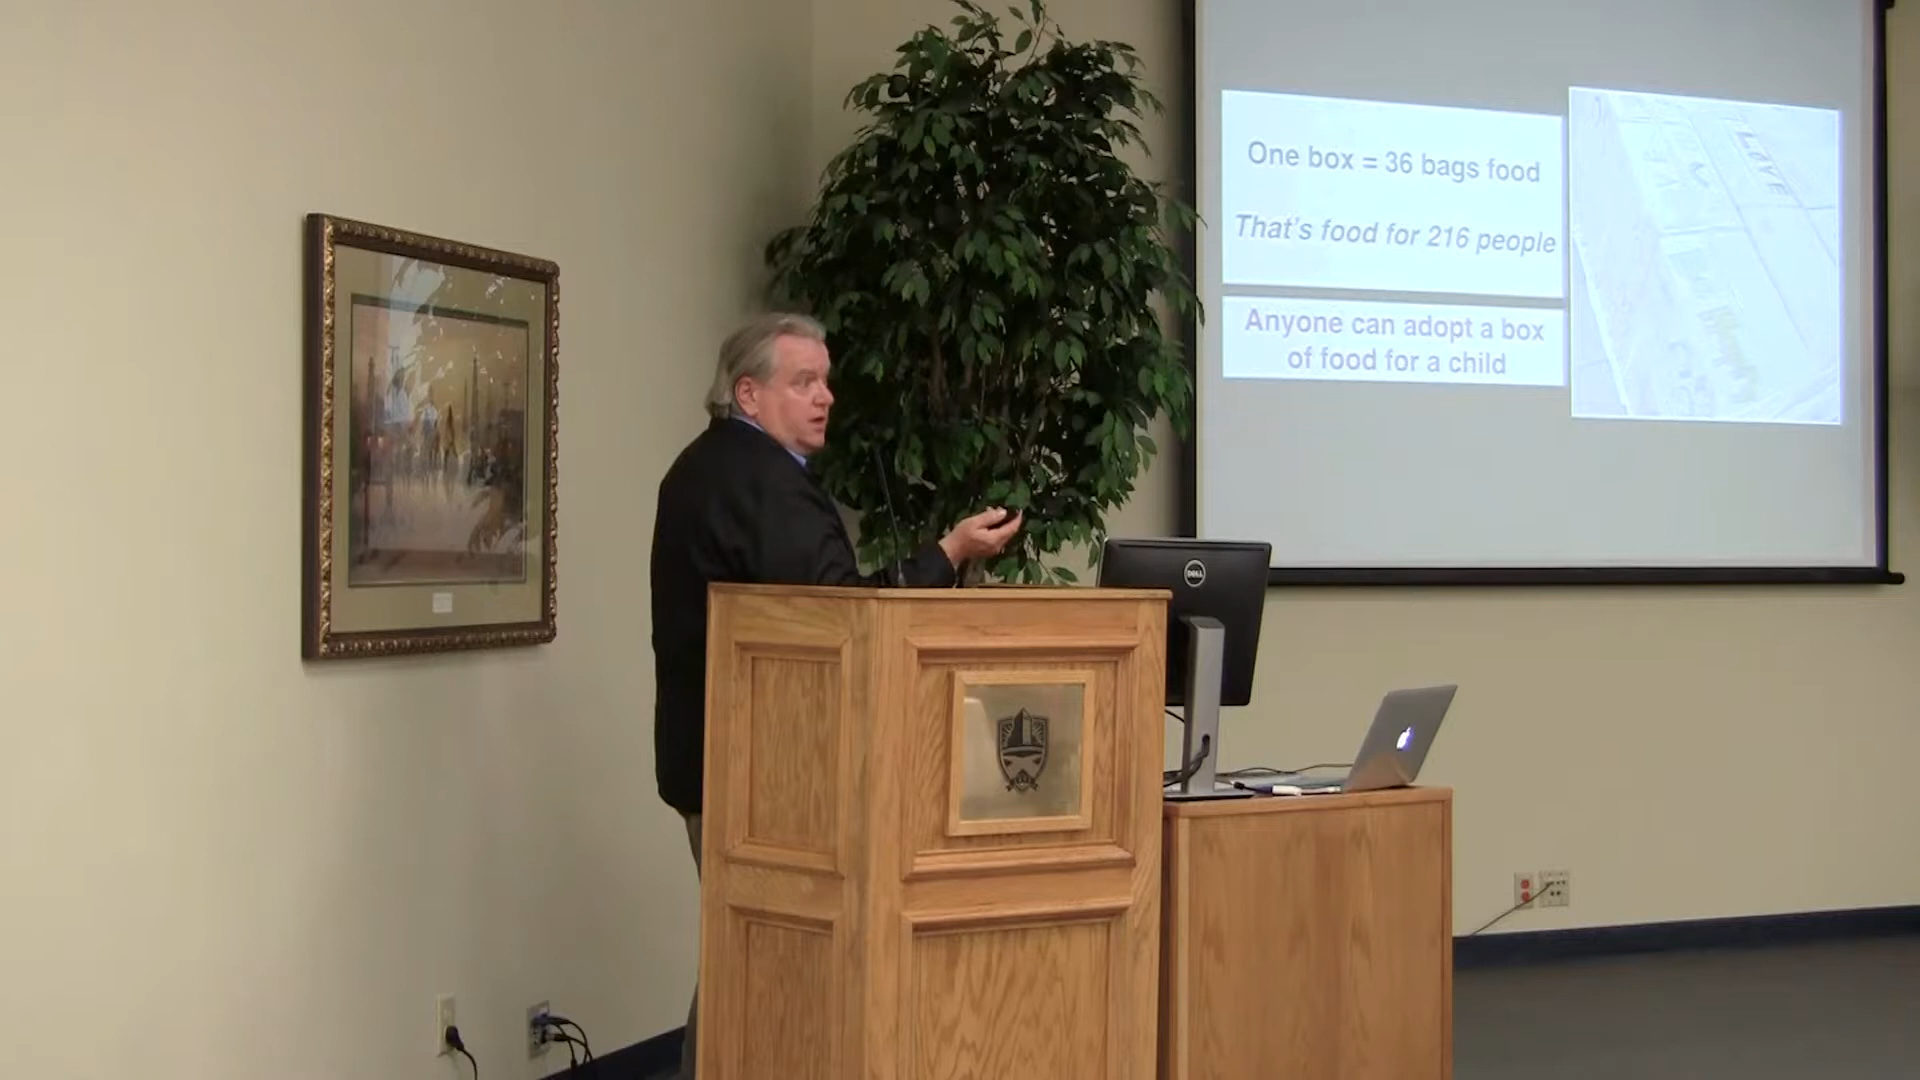 One box = 36 bags food
That's food for 216 people
Anyone can adopt a box
of food for a child
LOVE
DELL